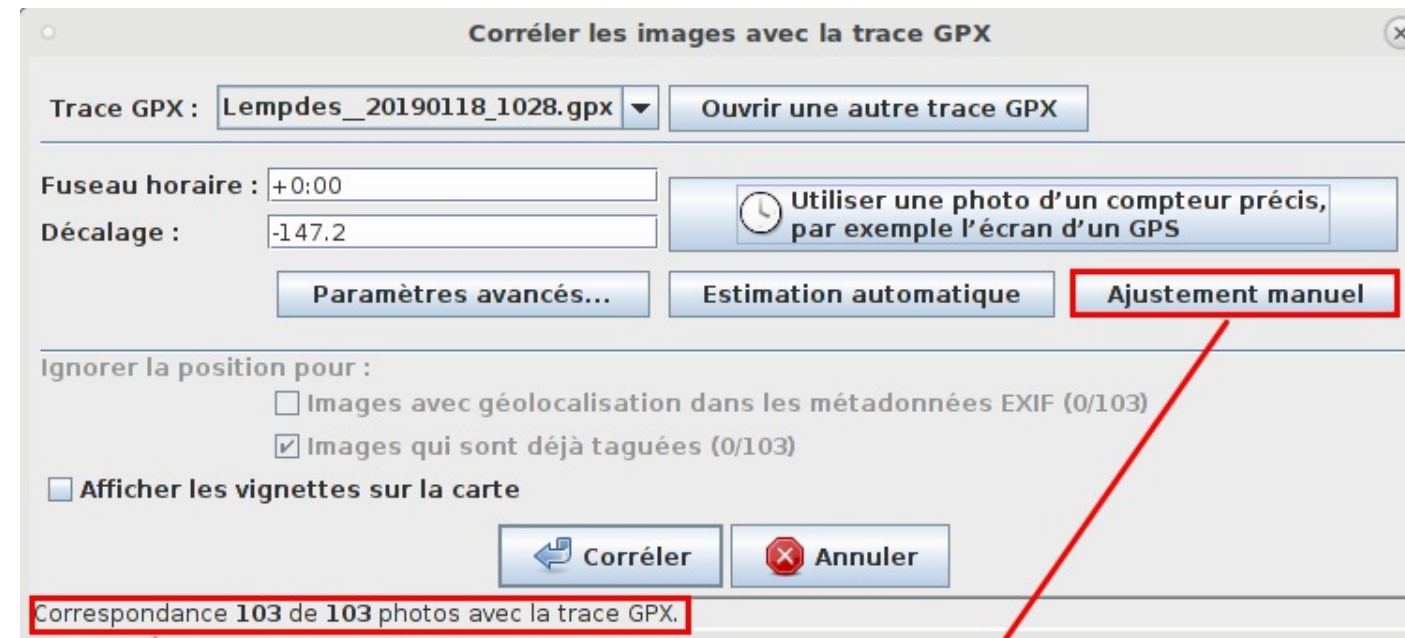 Corréler les images avec la trace GPX
Trace GPX : Lempdes__20190118_1028.gpx Ouvrir une autre trace GPX
Fuseau horaire : +0:00
Utiliser une photo d’un compteur précis,
par exemple l’écran d’un GPS
Décalage : -147.2
Paramètres avancés... Estimation automatique Ajustement manuel
Ignorer la position pour :
Images avec géolocalisation dans les métadonnées EXIF (0/103)
Images qui sont déjà taguées (0/103)
Afficher les vignettes sur la carte
Corréler Annuler
Correspondance 103 de 103 photos avec la trace GPX.